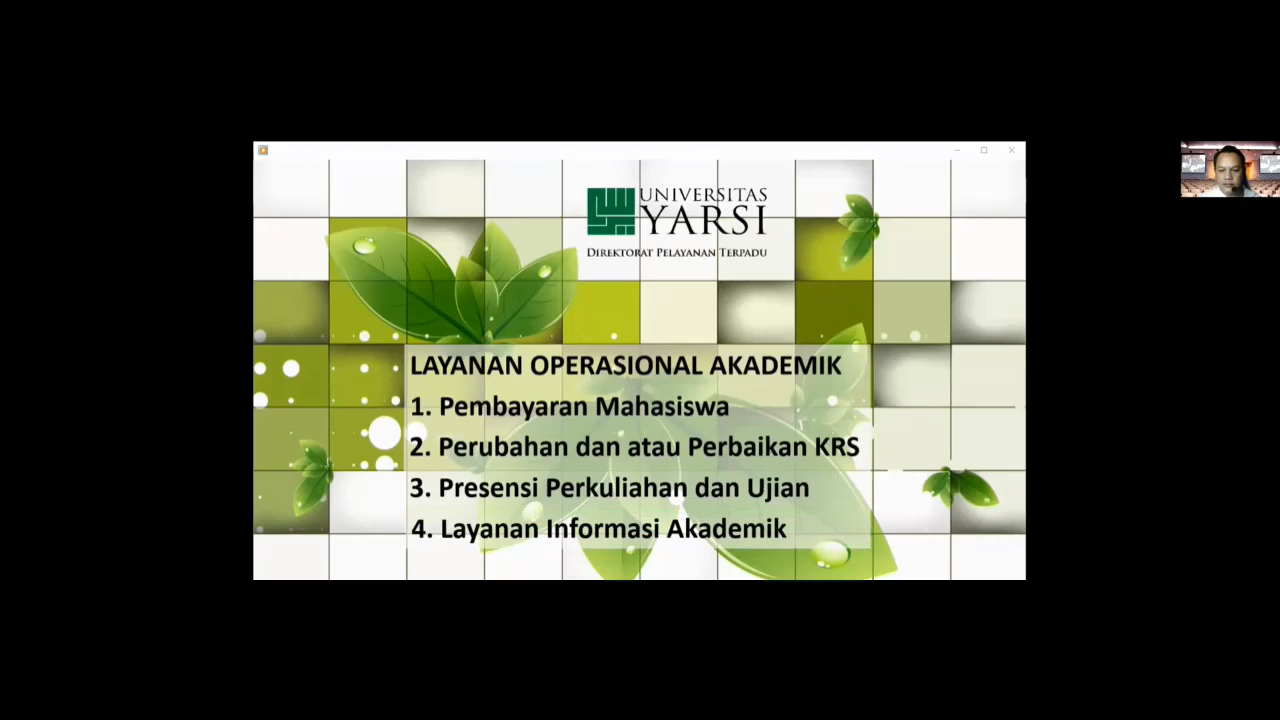 UNIVERSITAS
YARSI
DIREKTORAT PELAYANAN TERPADU
LAYANAN OPERASIONAL AKADEMIK
1. Pembayaran Mahasiswa
2. Perubahan dan atau Perbaikan KRS
3. Presensi Perkuliahan dan Ujian
4. Layanan Informasi Akademik